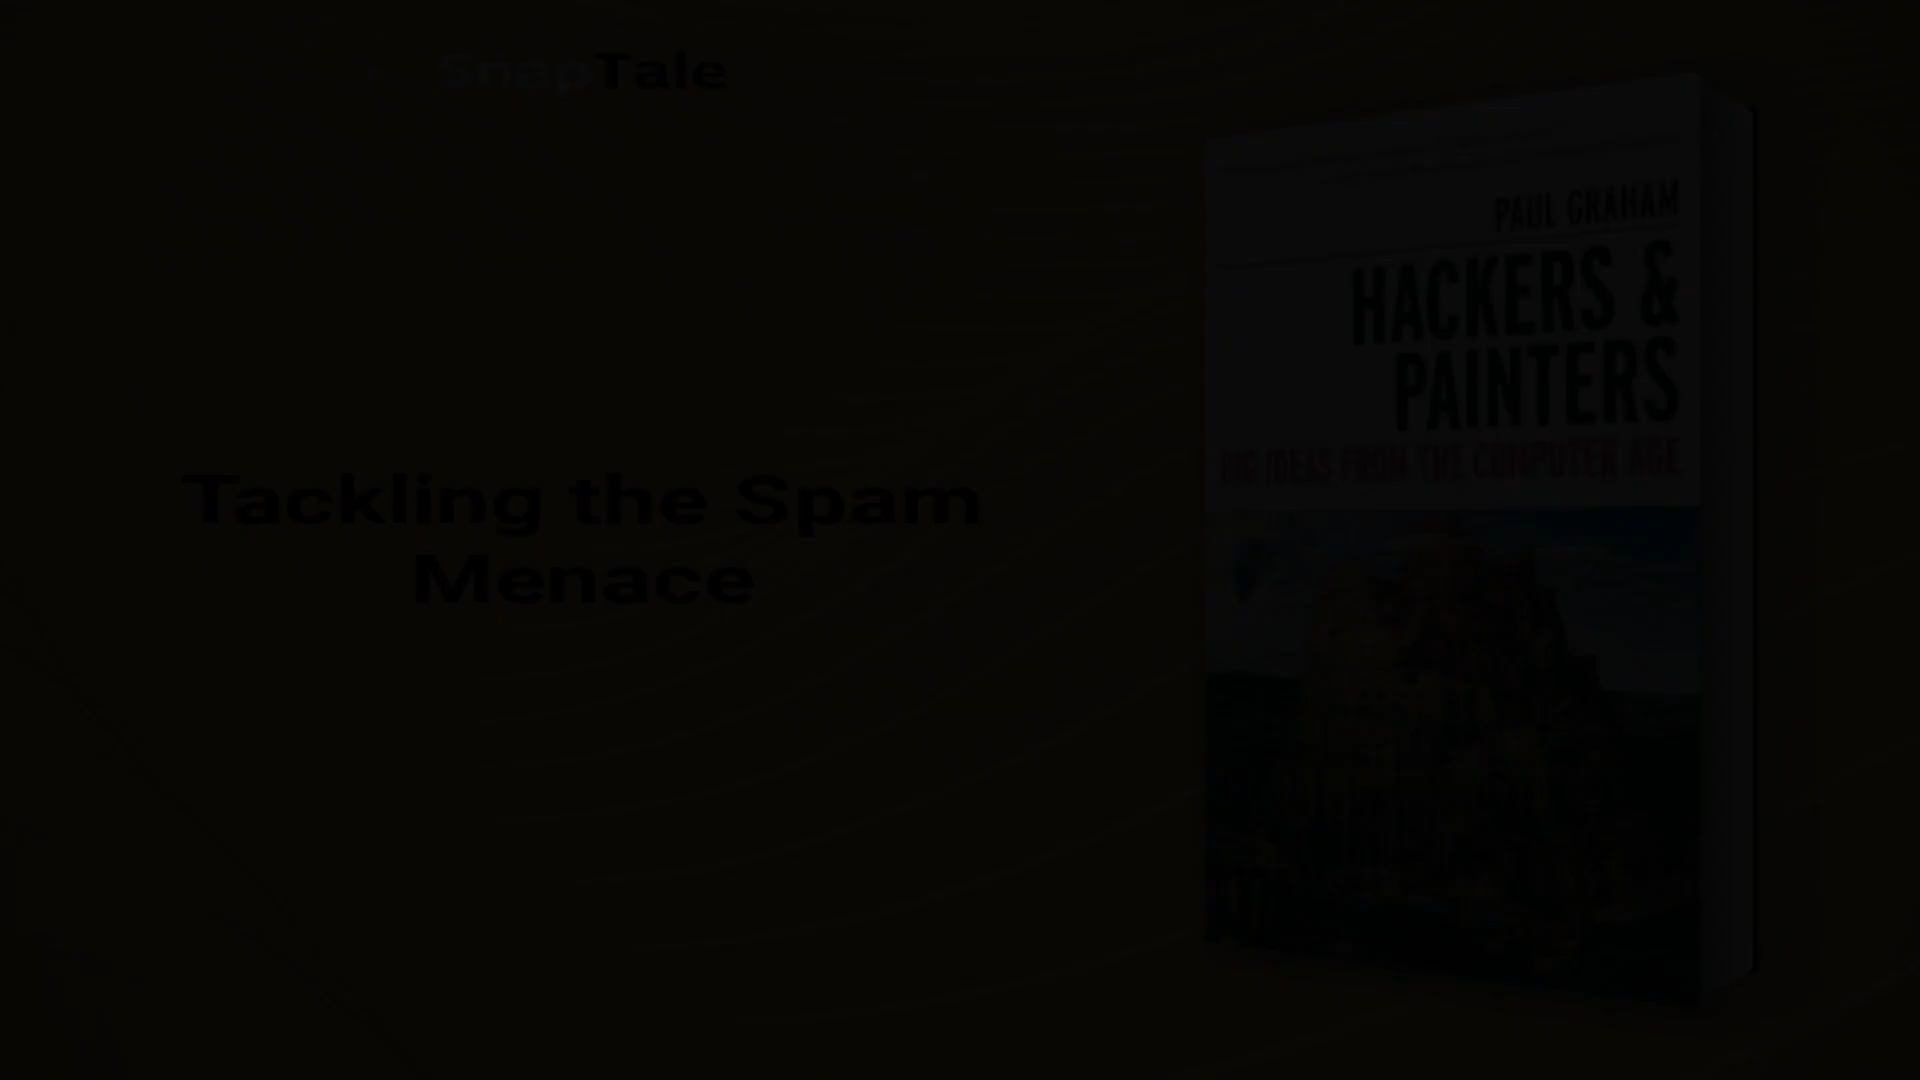 SnapTale
Tackling the Spam
Menace
PAUL GRAHAM
HACKERS &
PAINTERS
BIG IDEAS FROM THE COMPUTER AGE